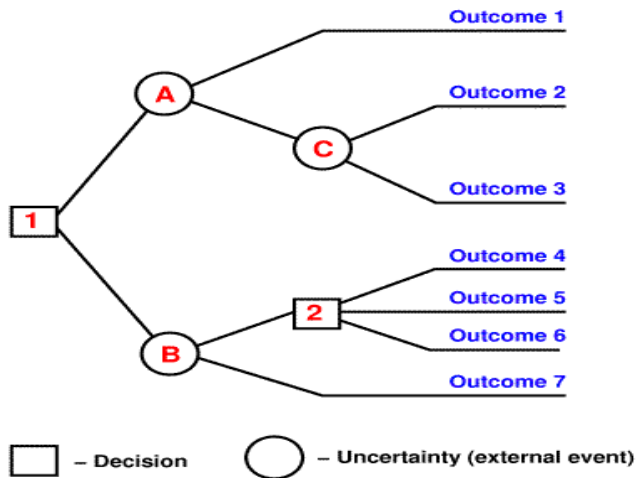 Outcome 1
A
Outcome 2
C
Outcome 3
1
Outcome 4
2
Outcome 5
Outcome 6
B
Outcome 7
– Decision
– Uncertainty (external event)